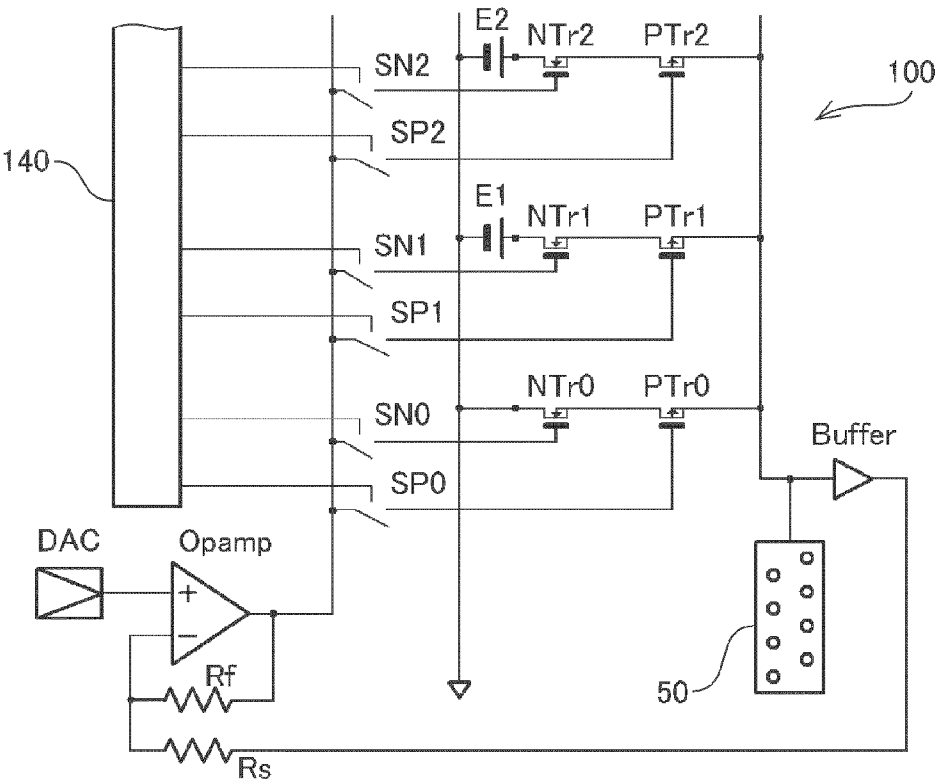 E2
NTr2
PTr2
SN2
100
SP2
140
E1
NTr1
PTr1
SN1
SP1
NTr0
PTr0
SN0
Buffer
SP0
DAC
Opamp
+
−
Rf
50
Rs